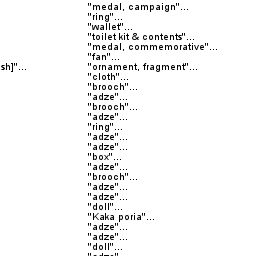 "medal, campaign"...
"ring"...
"wallet"...
"toilet kit & contents"...
"medal, commemorative"...
"fan"...
sh]"... "ornament, fragment"...
"cloth"...
"brooch"...
"adze"...
"brooch"...
"adze"...
"ring"...
"adze"...
"adze"...
"box"...
"adze"...
"brooch"...
"adze"...
"adze"...
"doll"...
"Kaka poria"...
"adze"...
"adze"...
"doll"...